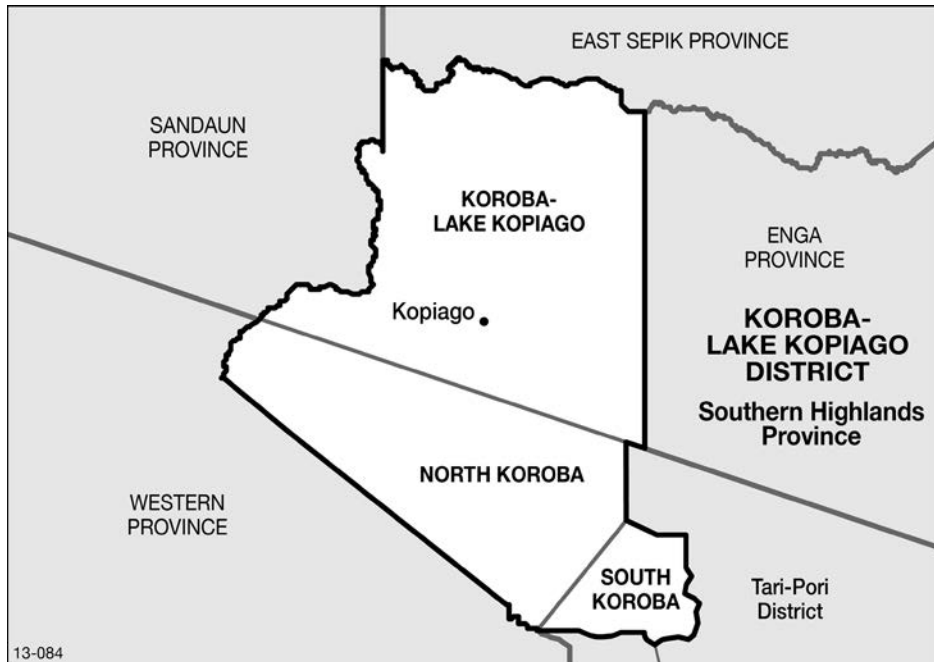 EAST SEPIK PROVINCE
SANDAUN
PROVINCE
KOROBA-
LAKE KOPIAGO
ENGA
PROVINCE
Kopiago
KOROBA-
LAKE KOPIAGO
DISTRICT
Southern Highlands
Province
NORTH KOROBA
WESTERN
PROVINCE
SOUTH
KOROBA
Tari-Pori
District
13-084